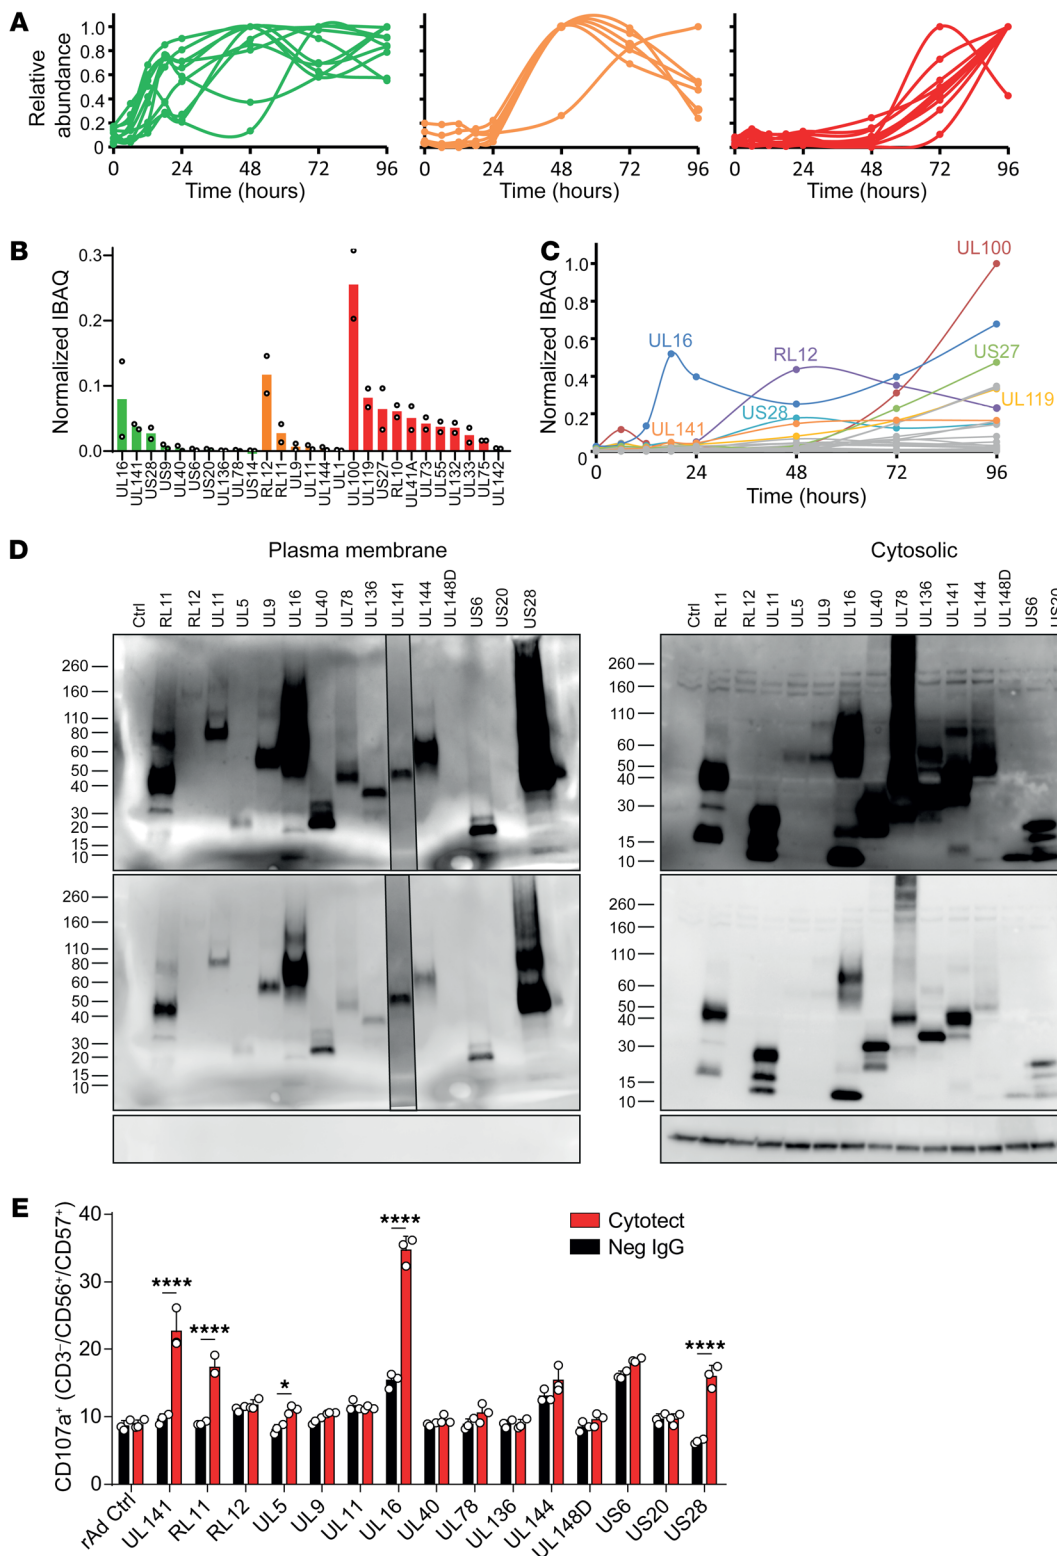 A
Relative
abundance
1.0
0.8
0.6
0.4
0.2
0
0 24 48 72 96
0 24 48 72 96
0 24 48 72 96
Time (hours)
Time (hours)
Time (hours)
B
Normalized IBAQ
0.3
0.2
0.1
0.0
UL16
UL141
US28
US9
UL40
US6
US20
UL136
UL78
US14
RL12
RL11
UL9
UL11
UL144
UL1
UL100
UL119
US27
RL10
UL41A
UL73
UL55
UL132
UL33
UL75
UL142
C
Normalized IBAQ
1.0
0.8
0.6
0.4
0.2
0
UL100
UL16
RL12
US27
US28
UL119
UL141
0 24 48 72 96
Time (hours)
D
Plasma membrane
Ctrl
RL11
RL12
UL11
UL5
UL9
UL16
UL40
UL78
UL136
UL141
UL144
UL148D
US6
US20
US28
260
160
110
80
60
50
40
30
20
15
10
260
160
110
80
60
50
40
30
20
15
10
Cytosolic
Ctrl
RL11
RL12
UL11
UL5
UL9
UL16
UL40
UL78
UL136
UL141
UL144
UL148D
US6
US20
260
160
110
60
50
40
30
15
10
260
160
110
60
50
40
30
15
10
E
CD107a⁺ (CD3⁻/CD56⁺/CD57⁺)
40
30
20
10
0
****
****
*
****
****
Cytotect
Neg IgG
rAd Ctrl
UL141
RL11
RL12
UL5
UL9
UL11
UL16
UL40
UL78
UL136
UL144
UL148D
US6
US20
US28